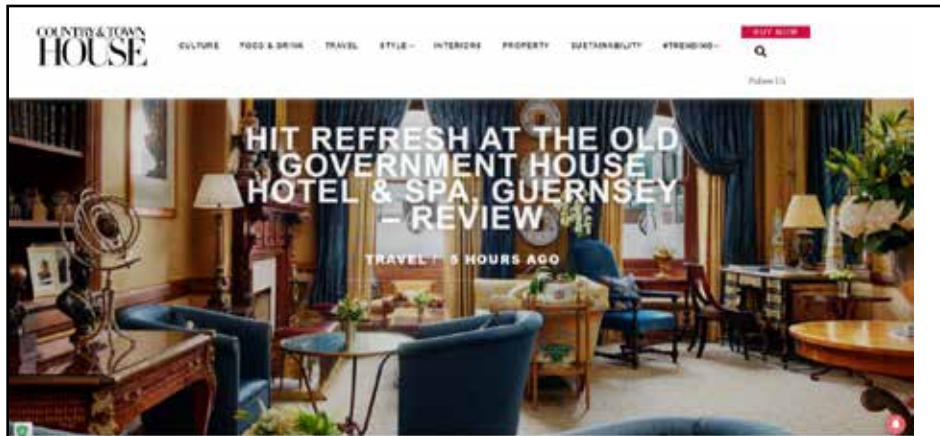 COUNTRY & TOWN
HOUSE
CULTURE FOOD & DRINK TRAVEL STYLE INTERIORS PROPERTY SUSTAINABILITY #TRENDING
BUY NOW
Follow Us
HIT REFRESH AT THE OLD
GOVERNMENT HOUSE
HOTEL & SPA, GUERNSEY
– REVIEW
TRAVEL / 5 HOURS AGO